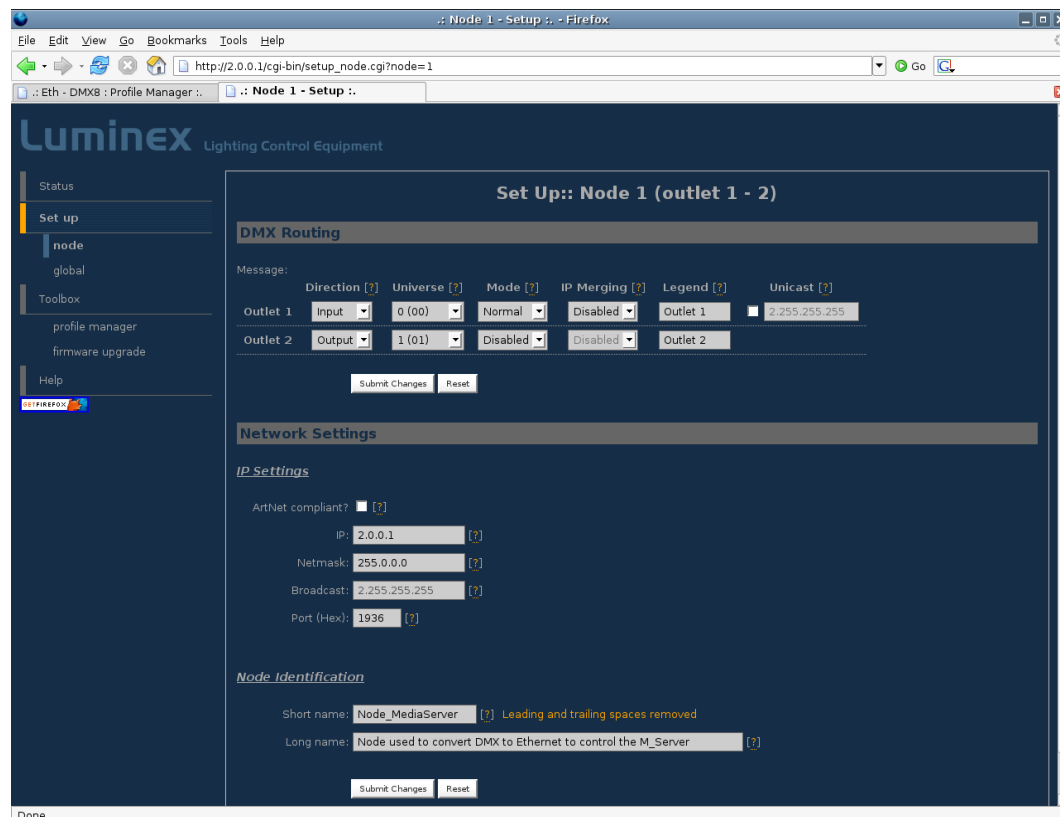 .: Node 1 - Setup :. - Firefox
File Edit View Go Bookmarks Tools Help
http://2.0.0.1/cgi-bin/setup_node.cgi?node=1 Go
.: Eth - DMX8 : Profile Manager :. .: Node 1 - Setup :.
Luminex Lighting Control Equipment
Status
Set up
node
global
Toolbox
profile manager
firmware upgrade
Help
GETFIREFOX
Set Up:: Node 1 (outlet 1 - 2)
DMX Routing
Message:
Direction [?] Universe [?] Mode [?] IP Merging [?] Legend [?] Unicast [?]
Outlet 1 Input 0 (00) Normal Disabled Outlet 1 2.255.255.255
Outlet 2 Output 1 (01) Disabled Disabled Outlet 2
Submit Changes Reset
Network Settings
IP Settings
ArtNet compliant? [?]
IP: 2.0.0.1 [?]
Netmask: 255.0.0.0 [?]
Broadcast: 2.255.255.255 [?]
Port (Hex): 1936 [?]
Node Identification
Short name: Node_MediaServer [?] Leading and trailing spaces removed
Long name: Node used to convert DMX to Ethernet to control the M_Server [?]
Submit Changes Reset
Done